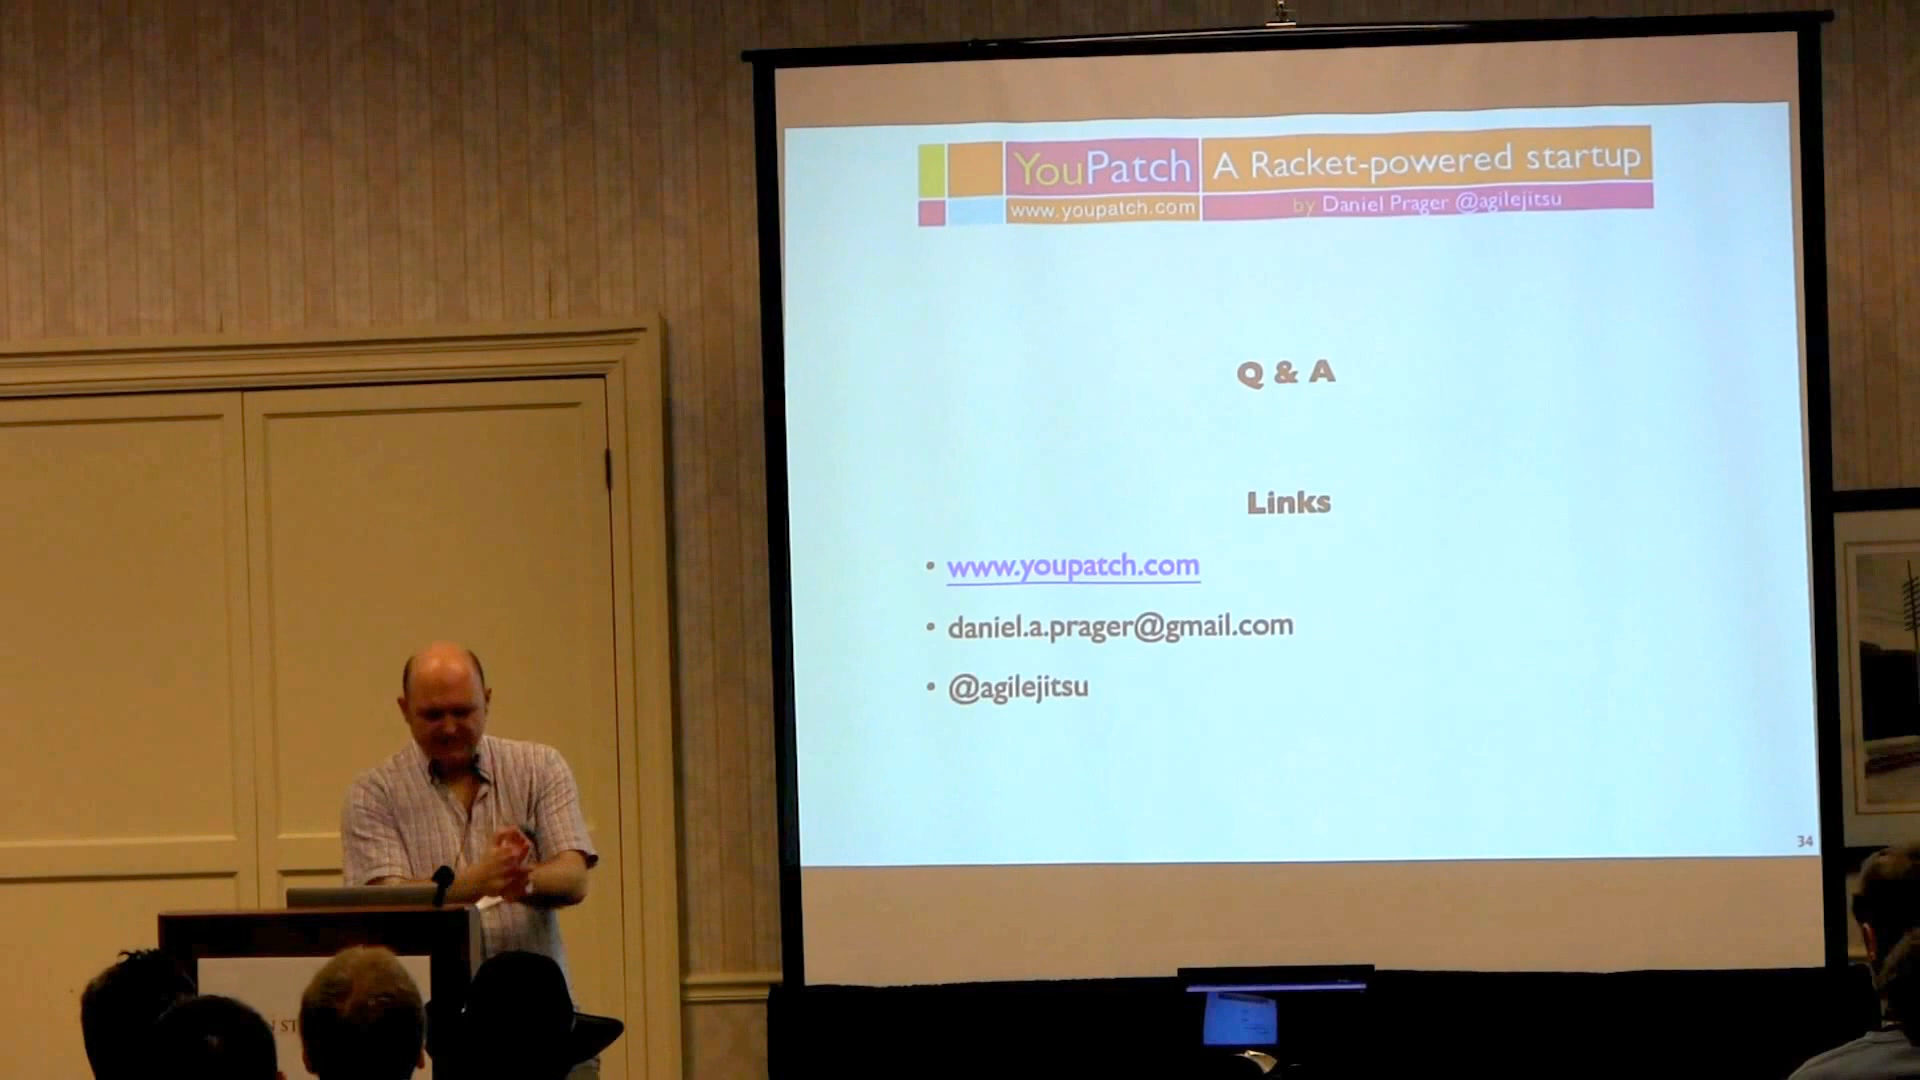 YouPatch
A Racket-powered startup
www.youpatch.com
by Daniel Prager @agilejitsu
Q & A
Links
• www.youpatch.com
• daniel.a.prager@gmail.com
• @agilejitsu
34